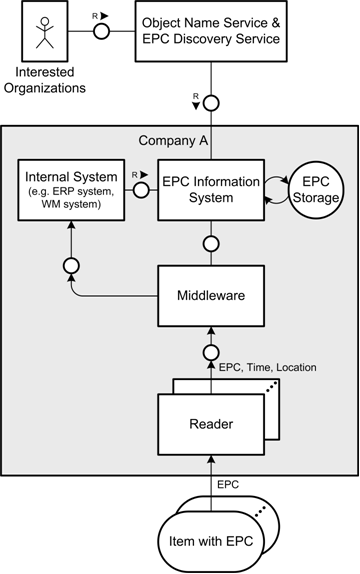 R
Object Name Service &
EPC Discovery Service
Interested
Organizations
R
Company A
Internal System
(e.g. ERP system,
WM system)
R
EPC Information
System
EPC
Storage
Middleware
EPC, Time, Location
Reader
EPC
Item with EPC